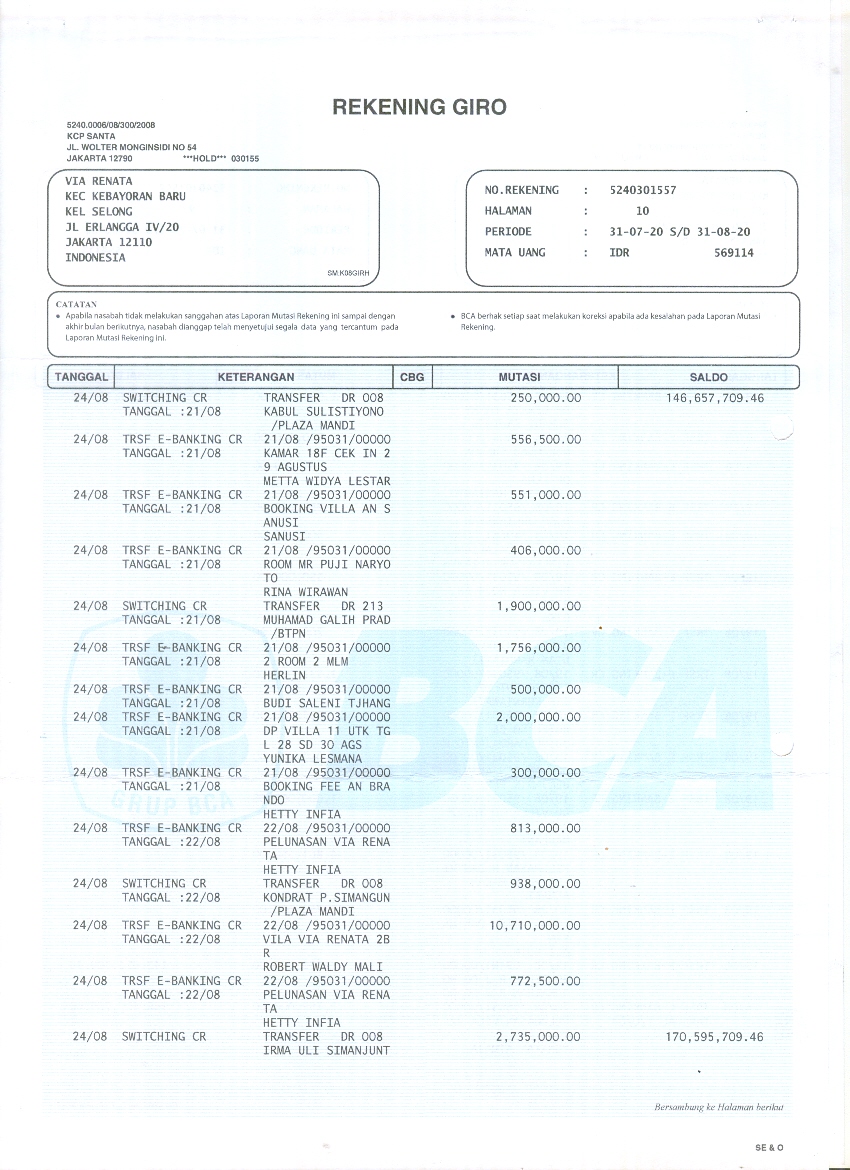 REKENING GIRO
5240.0006/08/300/2008
KCP SANTA
JL. WOLTER MONGINSIDI NO 54
JAKARTA 12790 ***HOLD*** 030155
VIA RENATA
KEC KEBAYORAN BARU
KEL SELONG
JL ERLANGGA IV/20
JAKARTA 12110
INDONESIA
SM.K08GIRH
NO.REKENING : 5240301557
HALAMAN : 10
PERIODE : 31-07-20 S/D 31-08-20
MATA UANG : IDR 569114
CATATAN
• Apabila nasabah tidak melakukan sanggahan atas Laporan Mutasi Rekening ini sampai dengan
akhir bulan berikutnya, nasabah dianggap telah menyetujui segala data yang tercantum pada
Laporan Mutasi Rekening ini.
• BCA berhak setiap saat melakukan koreksi apabila ada kesalahan pada Laporan Mutasi
Rekening.
TANGGAL KETERANGAN CBG MUTASI SALDO
24/08 SWITCHING CR TRANSFER DR 008 250,000.00 146,657,709.46
TANGGAL :21/08 KABUL SULISTIYONO
/PLAZA MANDI
24/08 TRSF E-BANKING CR 21/08 /95031/00000 556,500.00
TANGGAL :21/08 KAMAR 18F CEK IN 2
9 AGUSTUS
METTA WIDYA LESTAR
24/08 TRSF E-BANKING CR 21/08 /95031/00000 551,000.00
TANGGAL :21/08 BOOKING VILLA AN S
ANUSI
SANUSI
24/08 TRSF E-BANKING CR 21/08 /95031/00000 406,000.00
TANGGAL :21/08 ROOM MR PUJI NARYO
TO
RINA WIRAWAN
24/08 SWITCHING CR TRANSFER DR 213 1,900,000.00
TANGGAL :21/08 MUHAMAD GALIH PRAD
/BTPN
24/08 TRSF E-BANKING CR 21/08 /95031/00000 1,756,000.00
TANGGAL :21/08 2 ROOM 2 MLM
HERLIN
24/08 TRSF E-BANKING CR 21/08 /95031/00000 500,000.00
TANGGAL :21/08 BUDI SALENI TJHANG
24/08 TRSF E-BANKING CR 21/08 /95031/00000 2,000,000.00
TANGGAL :21/08 DP VILLA 11 UTK TG
L 28 SD 30 AGS
YUNIKA LESMANA
24/08 TRSF E-BANKING CR 21/08 /95031/00000 300,000.00
TANGGAL :21/08 BOOKING FEE AN BRA
NDO
HETTY INFIA
24/08 TRSF E-BANKING CR 22/08 /95031/00000 813,000.00
TANGGAL :22/08 PELUNASAN VIA RENA
TA
HETTY INFIA
24/08 SWITCHING CR TRANSFER DR 008 938,000.00
TANGGAL :22/08 KONDRAT P.SIMANGUN
/PLAZA MANDI
24/08 TRSF E-BANKING CR 22/08 /95031/00000 10,710,000.00
TANGGAL :22/08 VILA VIA RENATA 2B
R
ROBERT WALDY MALI
24/08 TRSF E-BANKING CR 22/08 /95031/00000 772,500.00
TANGGAL :22/08 PELUNASAN VIA RENA
TA
HETTY INFIA
24/08 SWITCHING CR TRANSFER DR 008 2,735,000.00 170,595,709.46
IRMA ULI SIMANJUNT
GRUP BCA
BCA
Bersambung ke Halaman berikut
SE & O